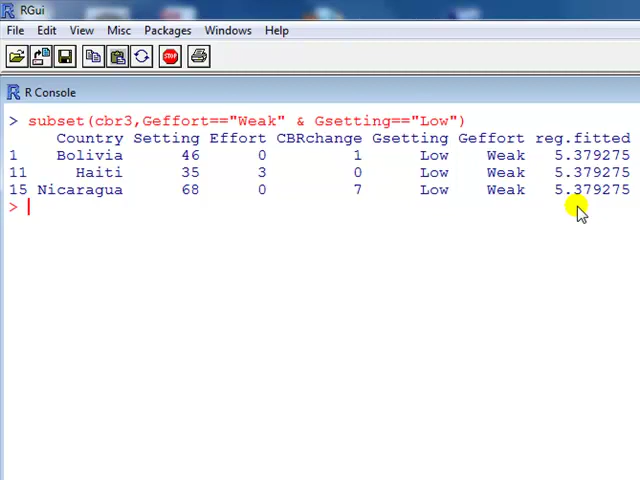 RGui
File Edit View Misc Packages Windows Help
STOP
R Console
> subset(cbr3,Geffort=="Weak" & Gsetting=="Low")
Country Setting Effort CBRchange Gsetting Geffort reg.fitted
1 Bolivia 46 0 1 Low Weak 5.379275
11 Haiti 35 3 0 Low Weak 5.379275
15 Nicaragua 68 0 7 Low Weak 5.379275
>